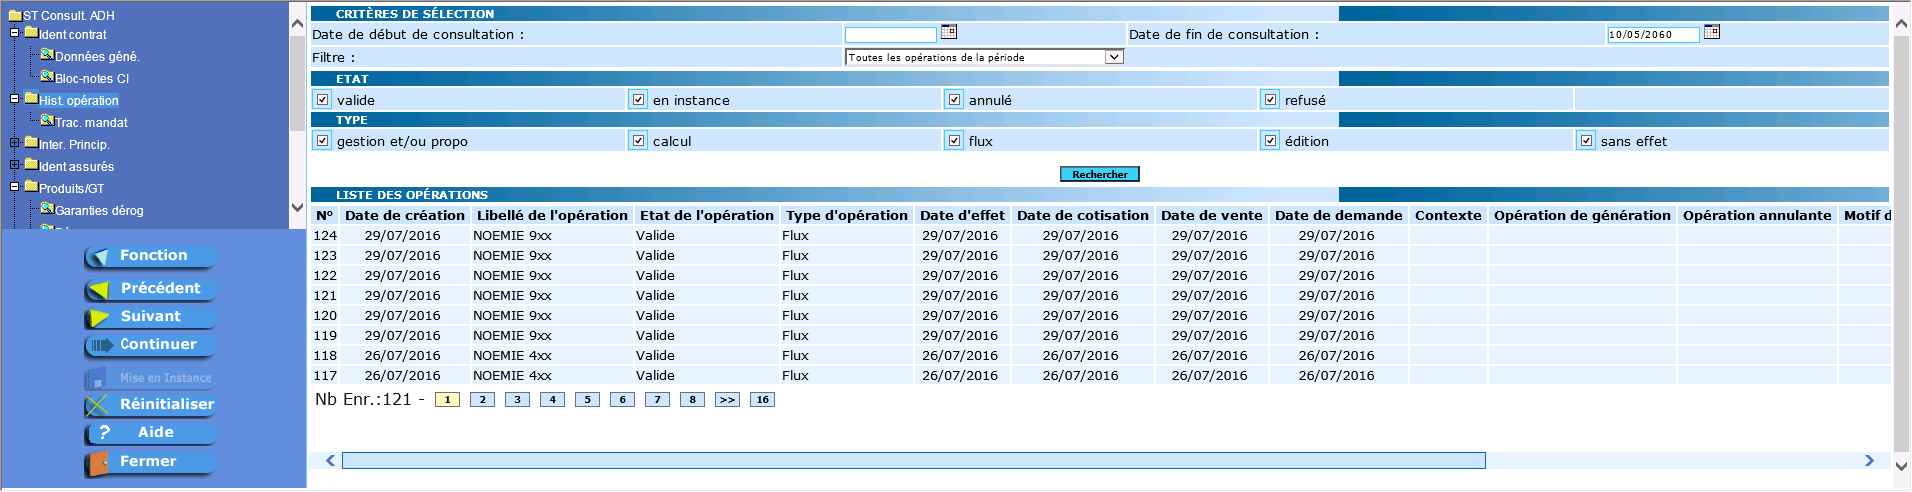 ST Consult. ADH
Ident contrat
Données géné.
Bloc-notes CI
Hist. opération
Trac. mandat
Inter. Princip.
Ident assurés
Produits/GT
Garanties dérog
Fonction
Précédent
Suivant
Continuer
Mise en Instance
Réinitialiser
? Aide
Fermer
CRITÈRES DE SÉLECTION
Date de début de consultation : Date de fin de consultation : 10/05/2060
Filtre : Toutes les opérations de la période
ETAT
valide en instance annulé refusé
TYPE
gestion et/ou propo calcul flux édition sans effet
Rechercher
LISTE DES OPÉRATIONS
N° Date de création Libellé de l'opération Etat de l'opération Type d'opération Date d'effet Date de cotisation Date de vente Date de demande Contexte Opération de génération Opération annulante Motif d
124 29/07/2016 NOEMIE 9xx Valide Flux 29/07/2016 29/07/2016 29/07/2016 29/07/2016
123 29/07/2016 NOEMIE 9xx Valide Flux 29/07/2016 29/07/2016 29/07/2016 29/07/2016
122 29/07/2016 NOEMIE 9xx Valide Flux 29/07/2016 29/07/2016 29/07/2016 29/07/2016
121 29/07/2016 NOEMIE 9xx Valide Flux 29/07/2016 29/07/2016 29/07/2016 29/07/2016
120 29/07/2016 NOEMIE 9xx Valide Flux 29/07/2016 29/07/2016 29/07/2016 29/07/2016
119 29/07/2016 NOEMIE 9xx Valide Flux 29/07/2016 29/07/2016 29/07/2016 29/07/2016
118 26/07/2016 NOEMIE 4xx Valide Flux 26/07/2016 26/07/2016 26/07/2016 26/07/2016
117 26/07/2016 NOEMIE 4xx Valide Flux 26/07/2016 26/07/2016 26/07/2016 26/07/2016
Nb Enr.:121 - 1 2 3 4 5 6 7 8 >> 16